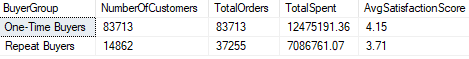 BuyerGroup NumberOfCustomers TotalOrders TotalSpent AvgSatisfactionScore
One-Time Buyers 83713 83713 12475191.36 4.15
Repeat Buyers 14862 37255 7086761.07 3.71